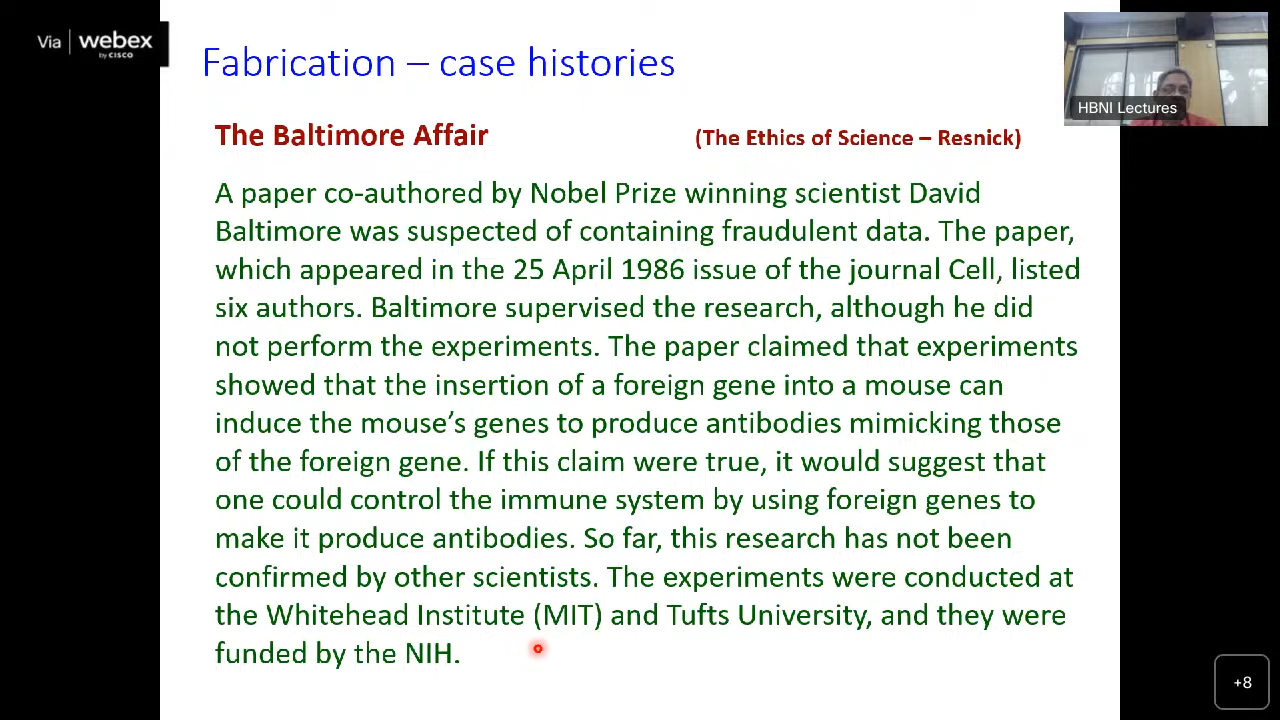 Via webex
by CISCO
Fabrication – case histories
HBNI Lectures
The Baltimore Affair (The Ethics of Science – Resnick)
A paper co-authored by Nobel Prize winning scientist David
Baltimore was suspected of containing fraudulent data. The paper,
which appeared in the 25 April 1986 issue of the journal Cell, listed
six authors. Baltimore supervised the research, although he did
not perform the experiments. The paper claimed that experiments
showed that the insertion of a foreign gene into a mouse can
induce the mouse’s genes to produce antibodies mimicking those
of the foreign gene. If this claim were true, it would suggest that
one could control the immune system by using foreign genes to
make it produce antibodies. So far, this research has not been
confirmed by other scientists. The experiments were conducted at
the Whitehead Institute (MIT) and Tufts University, and they were
funded by the NIH.
+8